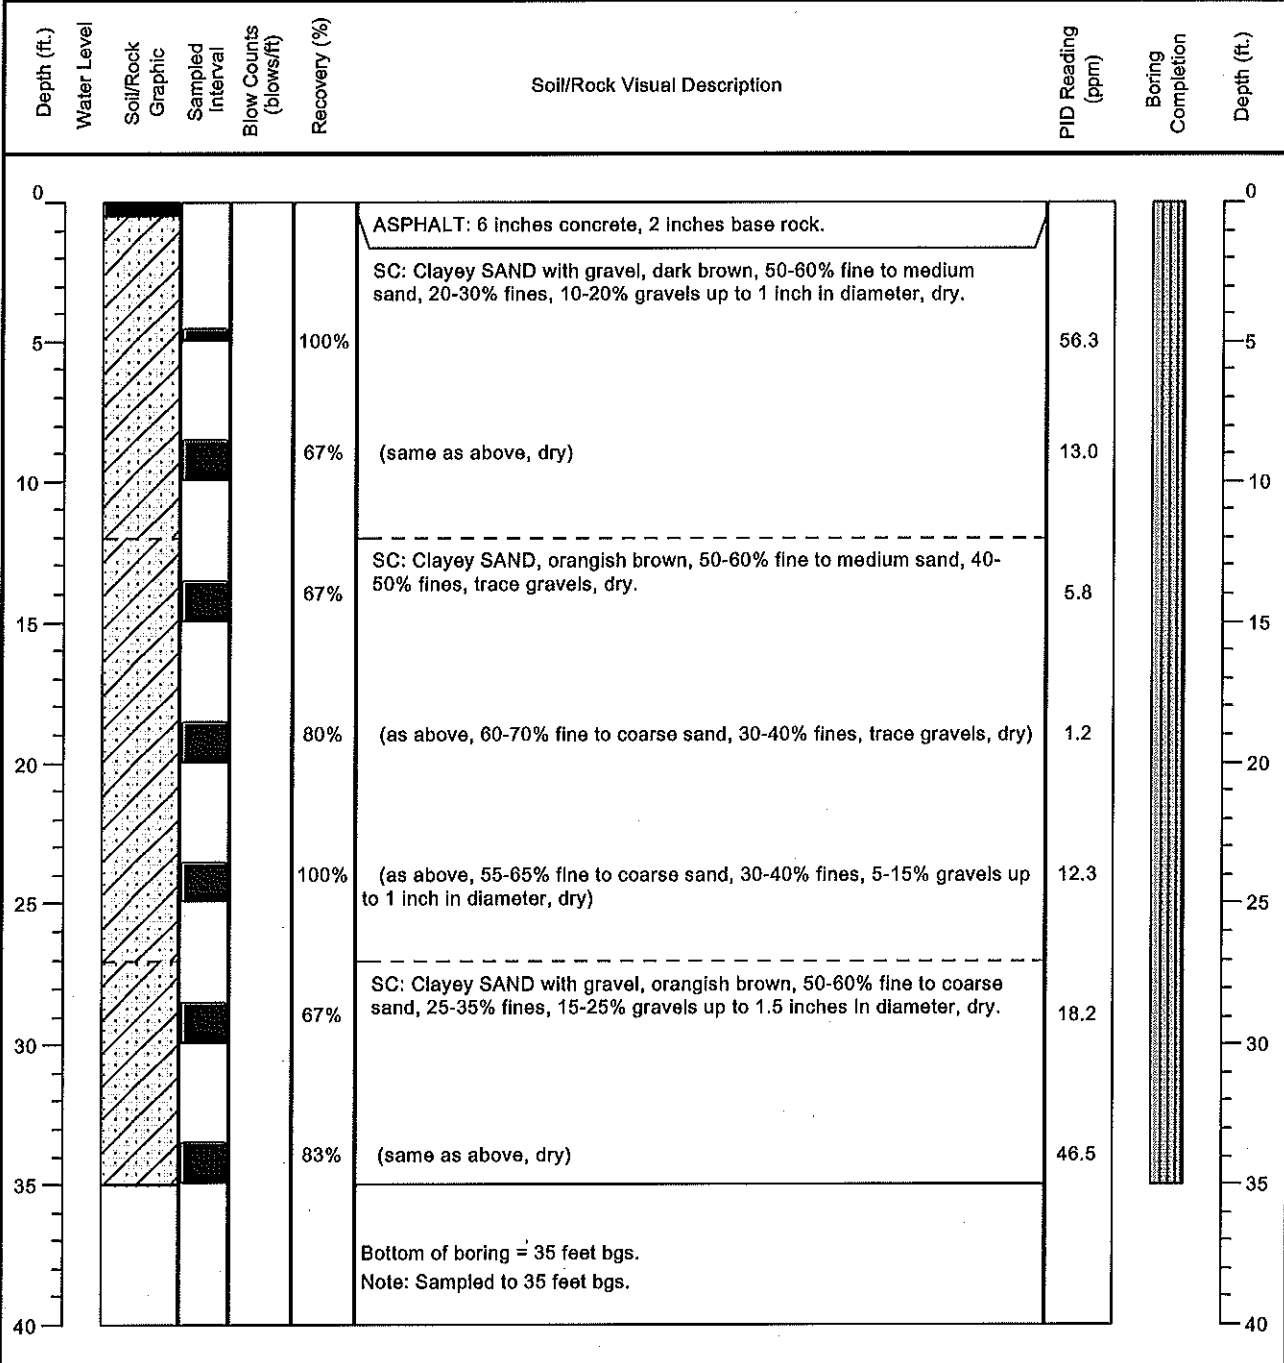 Depth (ft.)
Water Level
Soil/Rock
Graphic
Sampled
Interval
Blow Counts
(blows/ft)
Recovery (%)
Soil/Rock Visual Description
PID Reading
(ppm)
Boring
Completion
Depth (ft.)
0
0
ASPHALT: 6 inches concrete, 2 inches base rock.
SC: Clayey SAND with gravel, dark brown, 50-60% fine to medium
sand, 20-30% fines, 10-20% gravels up to 1 inch in diameter, dry.
5
100%
56.3
5
67%
(same as above, dry)
13.0
10
10
SC: Clayey SAND, orangish brown, 50-60% fine to medium sand, 40-
50% fines, trace gravels, dry.
67%
5.8
15
15
80%
(as above, 60-70% fine to coarse sand, 30-40% fines, trace gravels, dry)
1.2
20
20
100%
(as above, 55-65% fine to coarse sand, 30-40% fines, 5-15% gravels up
to 1 inch in diameter, dry)
12.3
25
25
SC: Clayey SAND with gravel, orangish brown, 50-60% fine to coarse
sand, 25-35% fines, 15-25% gravels up to 1.5 inches in diameter, dry.
67%
18.2
30
30
83%
(same as above, dry)
46.5
35
35
Bottom of boring = 35 feet bgs.
Note: Sampled to 35 feet bgs.
40
40